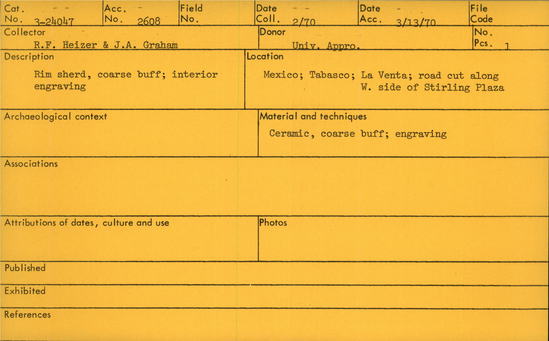 Cat. No. 3-24047 Acc. No. 2608 Field No. Date Coll. 2/70 Date Acc. 3/13/70 File Code
Collector R.F. Heizer & J.A. Graham Donor Univ. Appro. No. Pcs. 1
Description Location
Rim sherd, coarse buff; interior Mexico; Tabasco; La Venta; road cut along
engraving W. side of Stirling Plaza
Archaeological context Material and techniques
Ceramic, coarse buff; engraving
Associations
Attributions of dates, culture and use Photos
Published
Exhibited
References